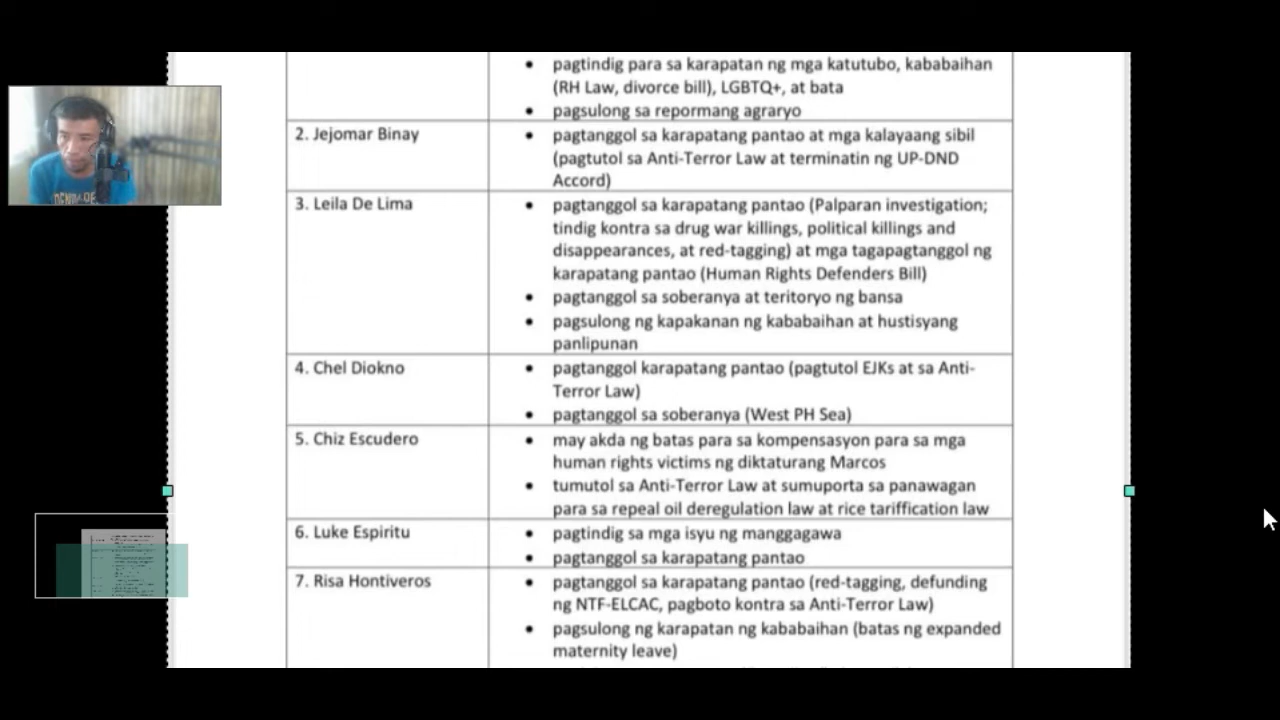 pagtindig para sa karapatan ng mga katutubo, kababaihan
(RH Law, divorce bill), LGBTQ+, at bata
pagsulong sa repormang agraryo
2. Jejomar Binay
pagtanggol sa karapatang pantao at mga kalayaang sibil
(pagtutol sa Anti-Terror Law at terminatin ng UP-DND
Accord)
3. Leila De Lima
pagtanggol sa karapatang pantao (Palparan investigation;
tindig kontra sa drug war killings, political killings and
disappearances, at red-tagging) at mga tagapagtanggol ng
karapatang pantao (Human Rights Defenders Bill)
pagtanggol sa soberanya at teritoryo ng bansa
pagsulong ng kapakanan ng kababaihan at hustisyang
panlipunan
4. Chel Diokno
pagtanggol karapatang pantao (pagtutol EJKs at sa Anti-
Terror Law)
pagtanggol sa soberanya (West PH Sea)
5. Chiz Escudero
may akda ng batas para sa kompensasyon para sa mga
human rights victims ng diktaturang Marcos
tumutol sa Anti-Terror Law at sumuporta sa panawagan
para sa repeal oil deregulation law at rice tariffication law
6. Luke Espiritu
pagtindig sa mga isyu ng manggagawa
pagtanggol sa karapatang pantao
7. Risa Hontiveros
pagtanggol sa karapatang pantao (red-tagging, defunding
ng NTF-ELCAC, pagboto kontra sa Anti-Terror Law)
pagsulong ng karapatan ng kababaihan (batas ng expanded
maternity leave)